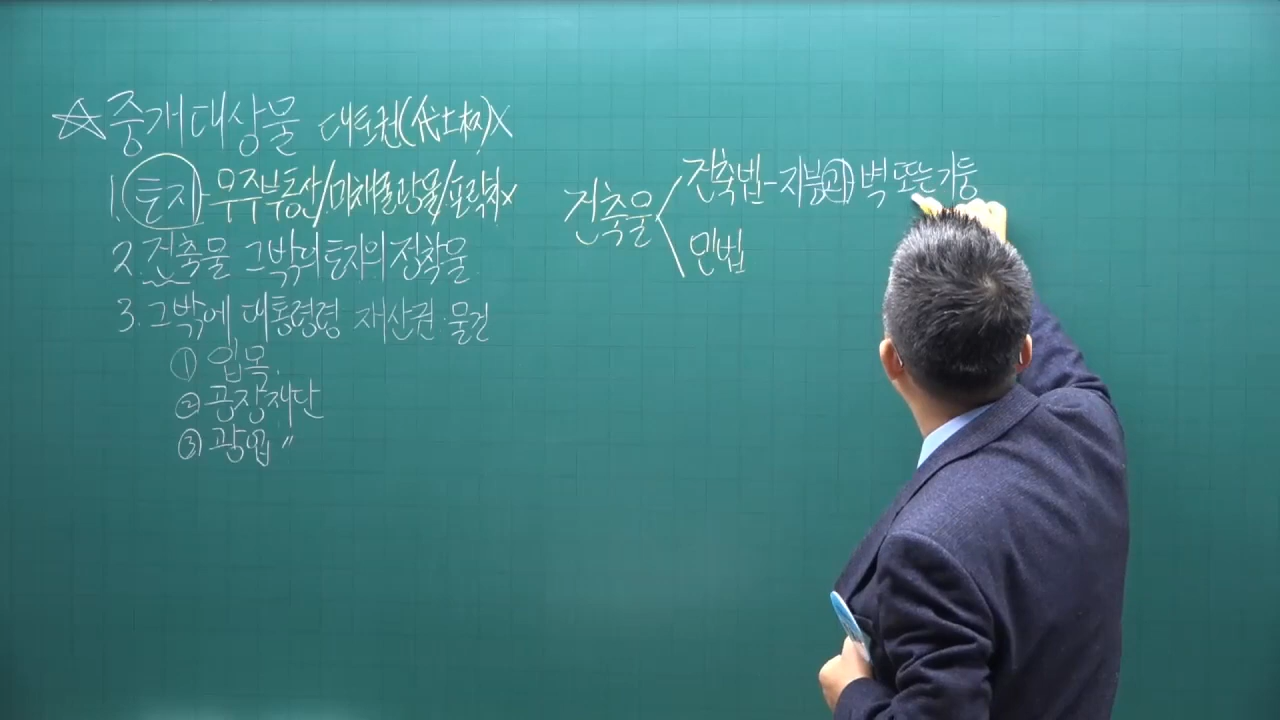 ☆중개대상물 대토권(代土权)X
1. 토지-무주부동산/미채굴광물/포락지X
2. 건축물 그밖의 토지의 정착물
3. 그밖에 대통령령 재산권·물건
① 입목.
② 공장재단
③ 광업 〃
건축물
건축법-지붕과 벽 또는 기둥
민법